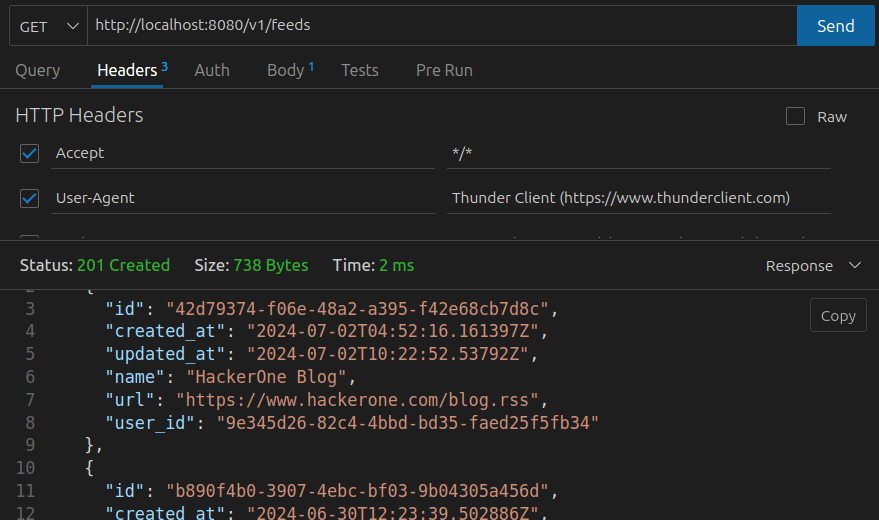 GET http://localhost:8080/v1/feeds Send
Query Headers 3 Auth Body 1 Tests Pre Run
HTTP Headers Raw
Accept */*
User-Agent Thunder Client (https://www.thunderclient.com)
Status: 201 Created Size: 738 Bytes Time: 2 ms Response
2 {
3 "id": "42d79374-f06e-48a2-a395-f42e68cb7d8c", Copy
4 "created_at": "2024-07-02T04:52:16.161397Z",
5 "updated_at": "2024-07-02T10:22:52.53792Z",
6 "name": "HackerOne Blog",
7 "url": "https://www.hackerone.com/blog.rss",
8 "user_id": "9e345d26-82c4-4bbd-bd35-faed25f5fb34"
9 },
10 {
11 "id": "b890f4b0-3907-4ebc-bf03-9b04305a456d",
12 "created_at": "2024-06-30T12:23:39.502886Z",